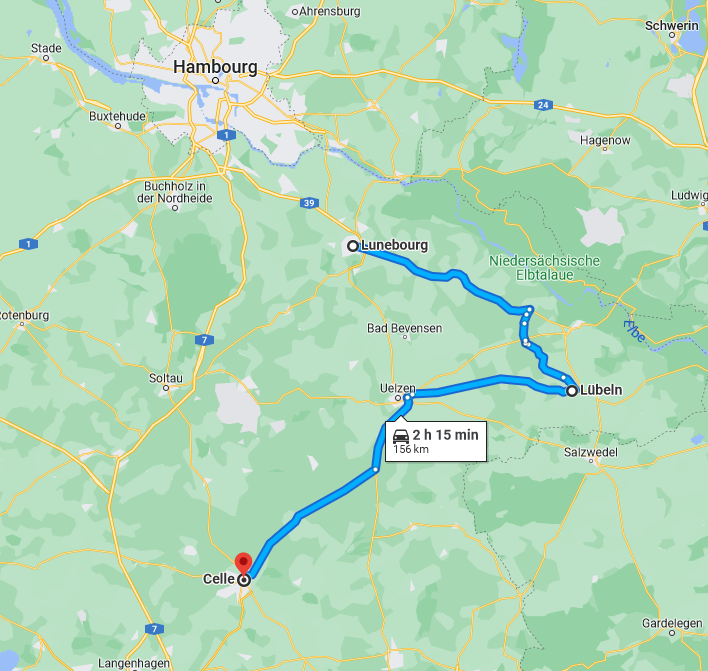 Ahrensburg
Schwerin
Stade
Hambourg
24
Buxtehude
1
Hagenow
Buchholz in
der Nordheide
39
Ludwig
1
Lunebourg
Niedersächsische
Elbtalaue
Rotenburg
Bad Bevensen
Elbe
7
Soltau
Uelzen
Lübeln
2 h 15 min
156 km
Salzwedel
Celle
7
Gardelegen
Langenhagen